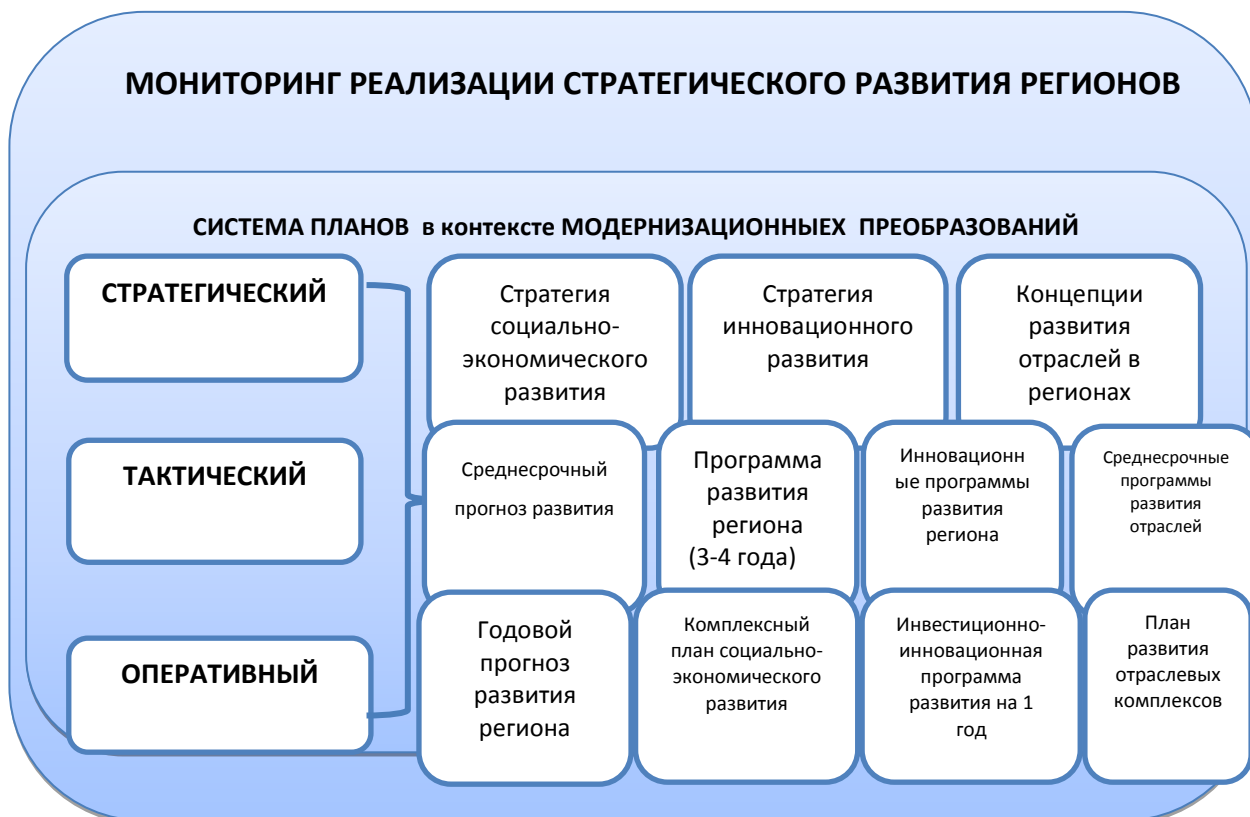 МОНИТОРИНГ РЕАЛИЗАЦИИ СТРАТЕГИЧЕСКОГО РАЗВИТИЯ РЕГИОНОВ
СИСТЕМА ПЛАНОВ в контексте МОДЕРНИЗАЦИОННЫЕХ ПРЕОБРАЗОВАНИЙ
СТРАТЕГИЧЕСКИЙ
Стратегия
социально-
экономического
развития
Стратегия
инновационного
развития
Концепции
развития
отраслей в
регионах
ТАКТИЧЕСКИЙ
Среднесрочный
прогноз развития
Программа
развития
региона
(3-4 года)
Инновационн
ые программы
развития
региона
Среднесрочные
программы
развития
отраслей
ОПЕРАТИВНЫЙ
Годовой
прогноз
развития
региона
Комплексный
план социально-
экономического
развития
Инвестиционно-
инновационная
программа
развития на 1
год
План
развития
отраслевых
комплексов